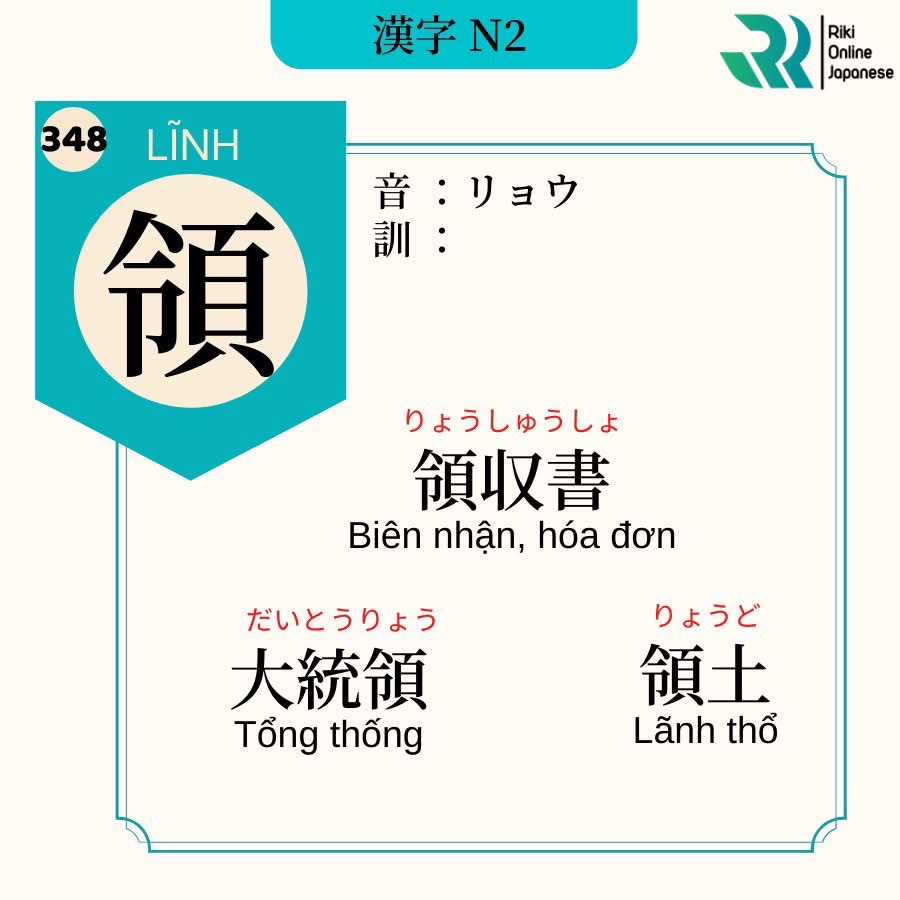 漢字 N2
Riki
Online
Japanese
348
LĨNH
領
音 ：リョウ
訓 ：
りょうしゅうしょ
領収書
Biên nhận, hóa đơn
だいとうりょう
大統領
Tổng thống
りょうど
領土
Lãnh thổ